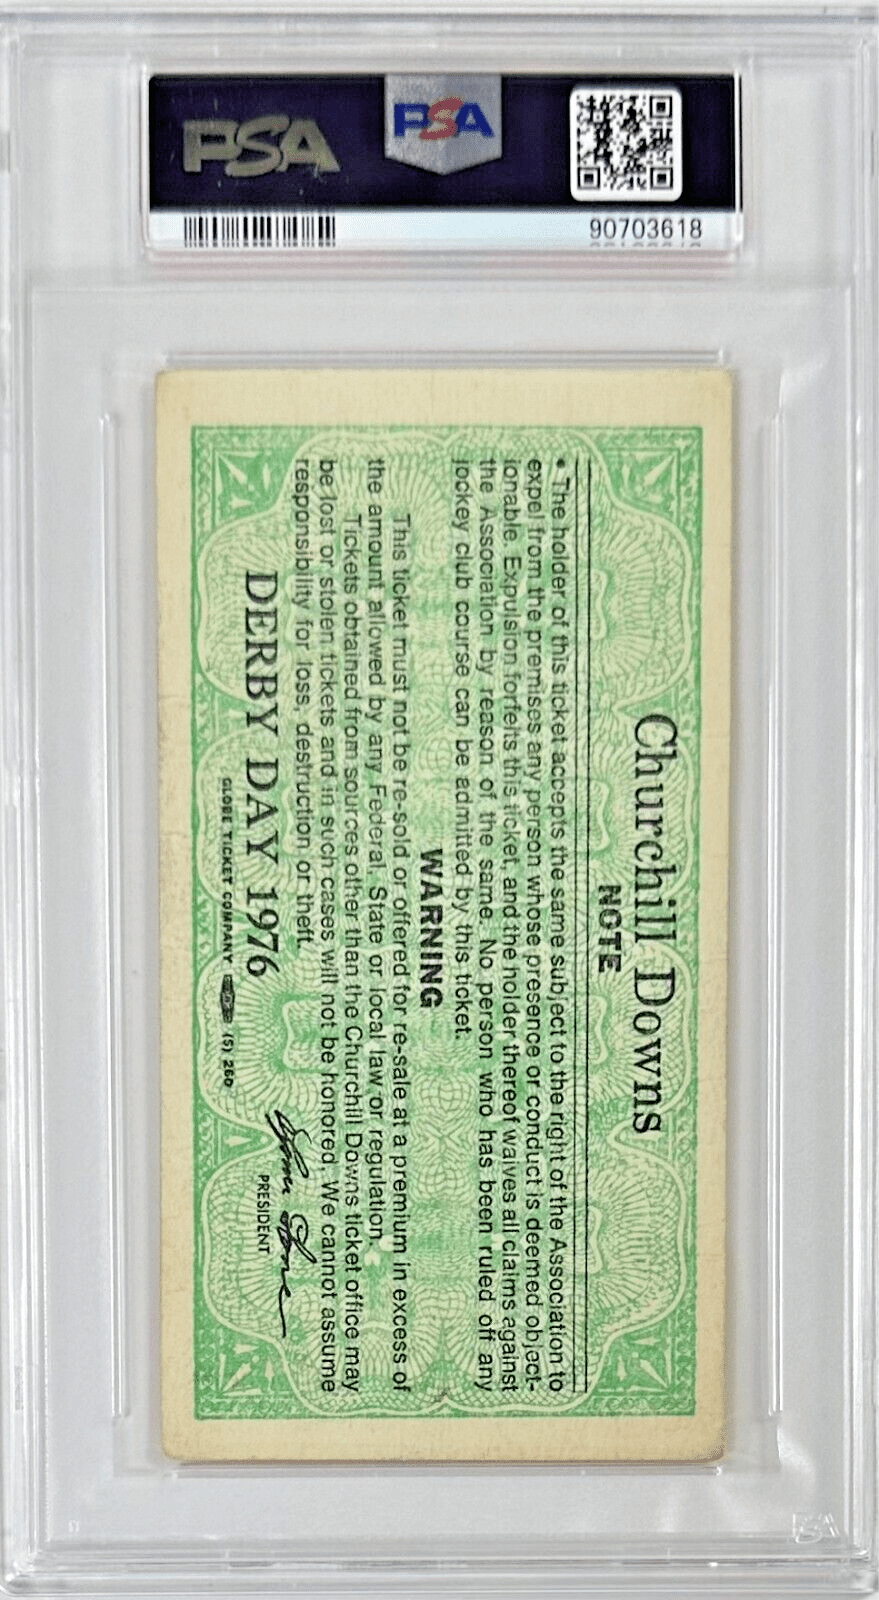 PSA
PSA
90703618
Churchill Downs
NOTE
• The holder of this ticket accepts the same subject to the right of the Association to
expel from the premises any person whose presence or conduct is deemed object-
ionable. Expulsion forfeits this ticket, and the holder thereof waives all claims against
the Association by reason of the same. No person who has been ruled off any
jockey club course can be admitted by this ticket.
WARNING
This ticket must not be re-sold or offered for re-sale at a premium in excess of
the amount allowed by any Federal, State or local law or regulation.
Tickets obtained from sources other than the Churchill Downs ticket office may
be lost or stolen tickets and in such cases will not be honored. We cannot assume
responsibility for loss, destruction or theft.
DERBY DAY 1976
PRESIDENT
GLOBE TICKET COMPANY (S) 260
PSA